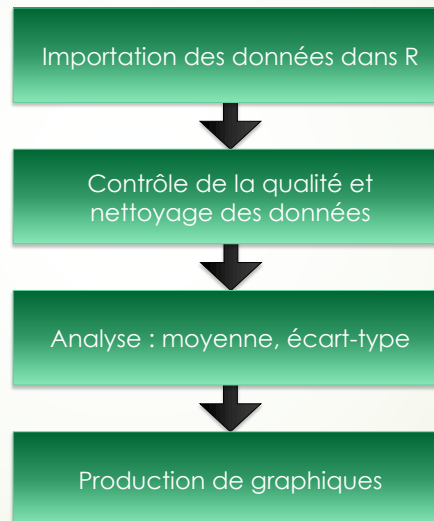 Importation des données dans R
Contrôle de la qualité et
nettoyage des données
Analyse : moyenne, écart-type
Production de graphiques